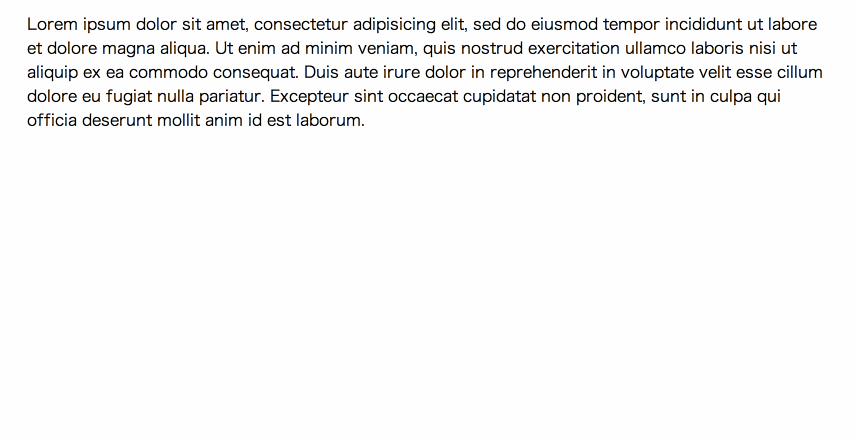 Lorem ipsum dolor sit amet, consectetur adipisicing elit, sed do eiusmod tempor incididunt ut labore
et dolore magna aliqua. Ut enim ad minim veniam, quis nostrud exercitation ullamco laboris nisi ut
aliquip ex ea commodo consequat. Duis aute irure dolor in reprehenderit in voluptate velit esse cillum
dolore eu fugiat nulla pariatur. Excepteur sint occaecat cupidatat non proident, sunt in culpa qui
officia deserunt mollit anim id est laborum.